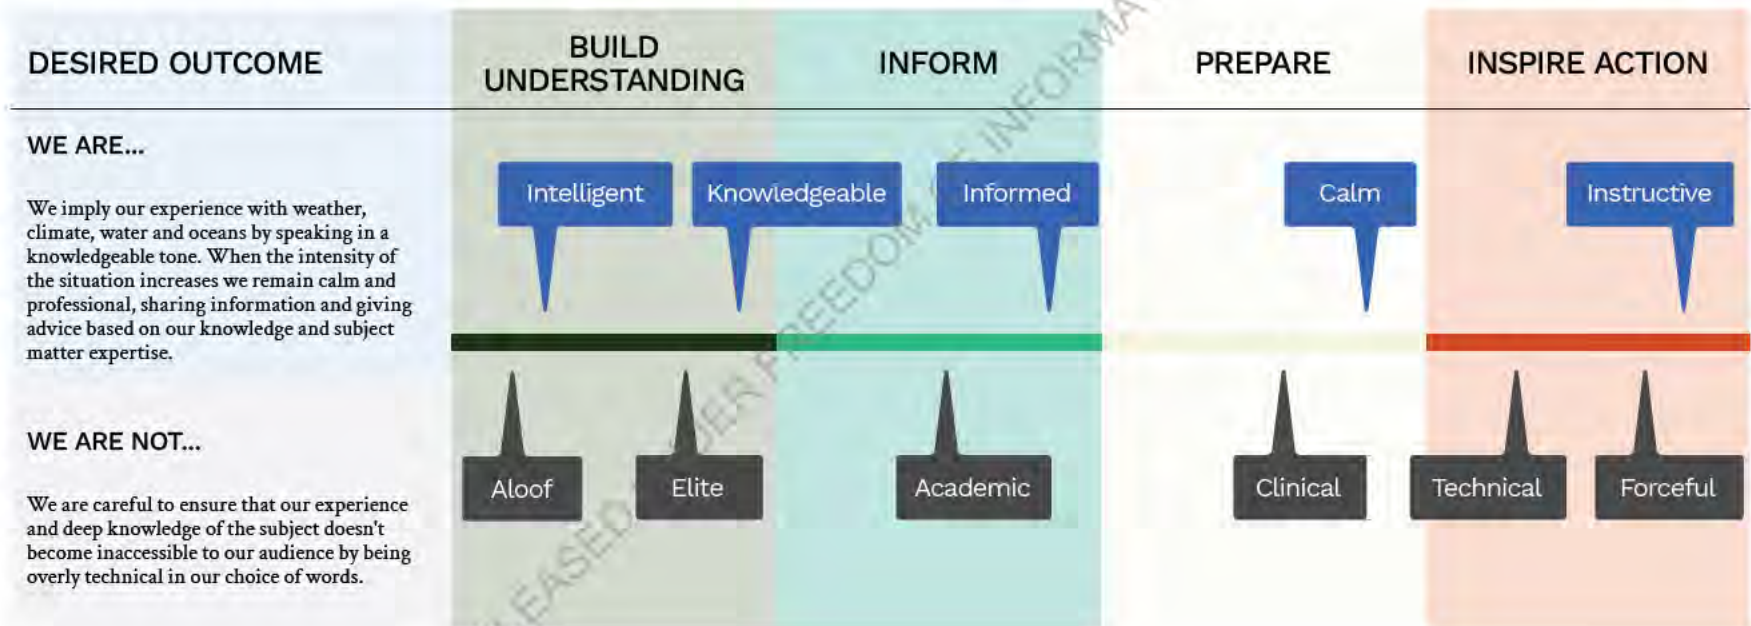 DESIRED OUTCOME
BUILD
UNDERSTANDING
INFORM
PREPARE
INSPIRE ACTION
WE ARE...
We imply our experience with weather,
climate, water and oceans by speaking in a
knowledgeable tone. When the intensity of
the situation increases we remain calm and
professional, sharing information and giving
advice based on our knowledge and subject
matter expertise.
Intelligent
Knowledgeable
Informed
Calm
Instructive
WE ARE NOT...
We are careful to ensure that our experience
and deep knowledge of the subject doesn't
become inaccessible to our audience by being
overly technical in our choice of words.
Aloof
Elite
Academic
Clinical
Technical
Forceful
FREEDOM